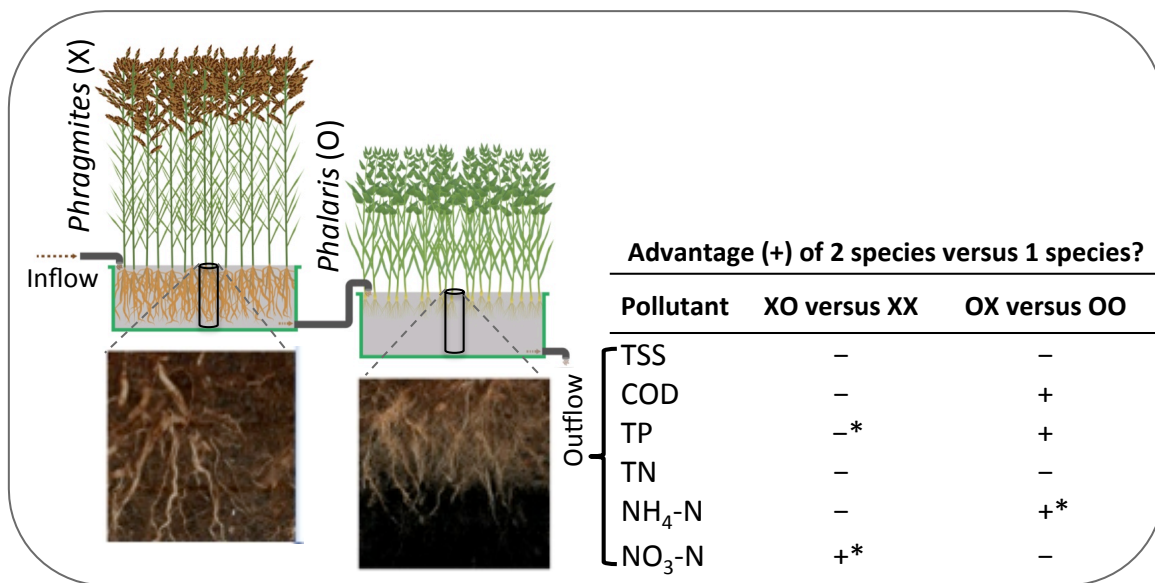 Phragmites (X)
Phalaris (O)
Inflow
Outflow
Advantage (+) of 2 species versus 1 species?
Pollutant XO versus XX OX versus OO
TSS – –
COD – +
TP –* +
TN – –
NH₄-N – +*
NO₃-N +* –